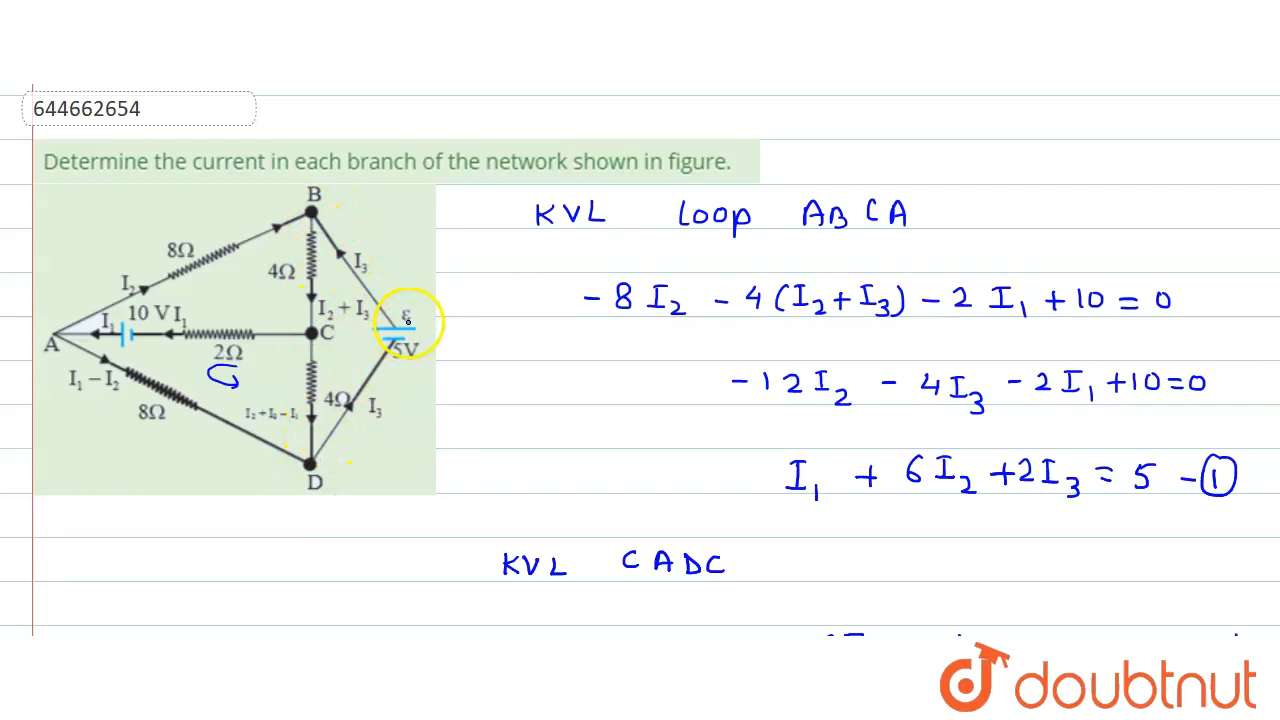 644662654
Determine the current in each branch of the network shown in figure.
B
8Ω
4Ω
I₃
I₂
I₂ + I₃
10 V I₁
I₁
ε
A
C
2Ω
5V
I₁ – I₂
8Ω
4Ω
I₃
D
KVL loop ABCA
- 8 I₂ - 4 (I₂ + I₃) - 2 I₁ + 10 = 0
- 12 I₂ - 4 I₃ - 2 I₁ + 10 = 0
I₁ + 6 I₂ + 2 I₃ = 5 - ①
KVL CADC
doubtnut